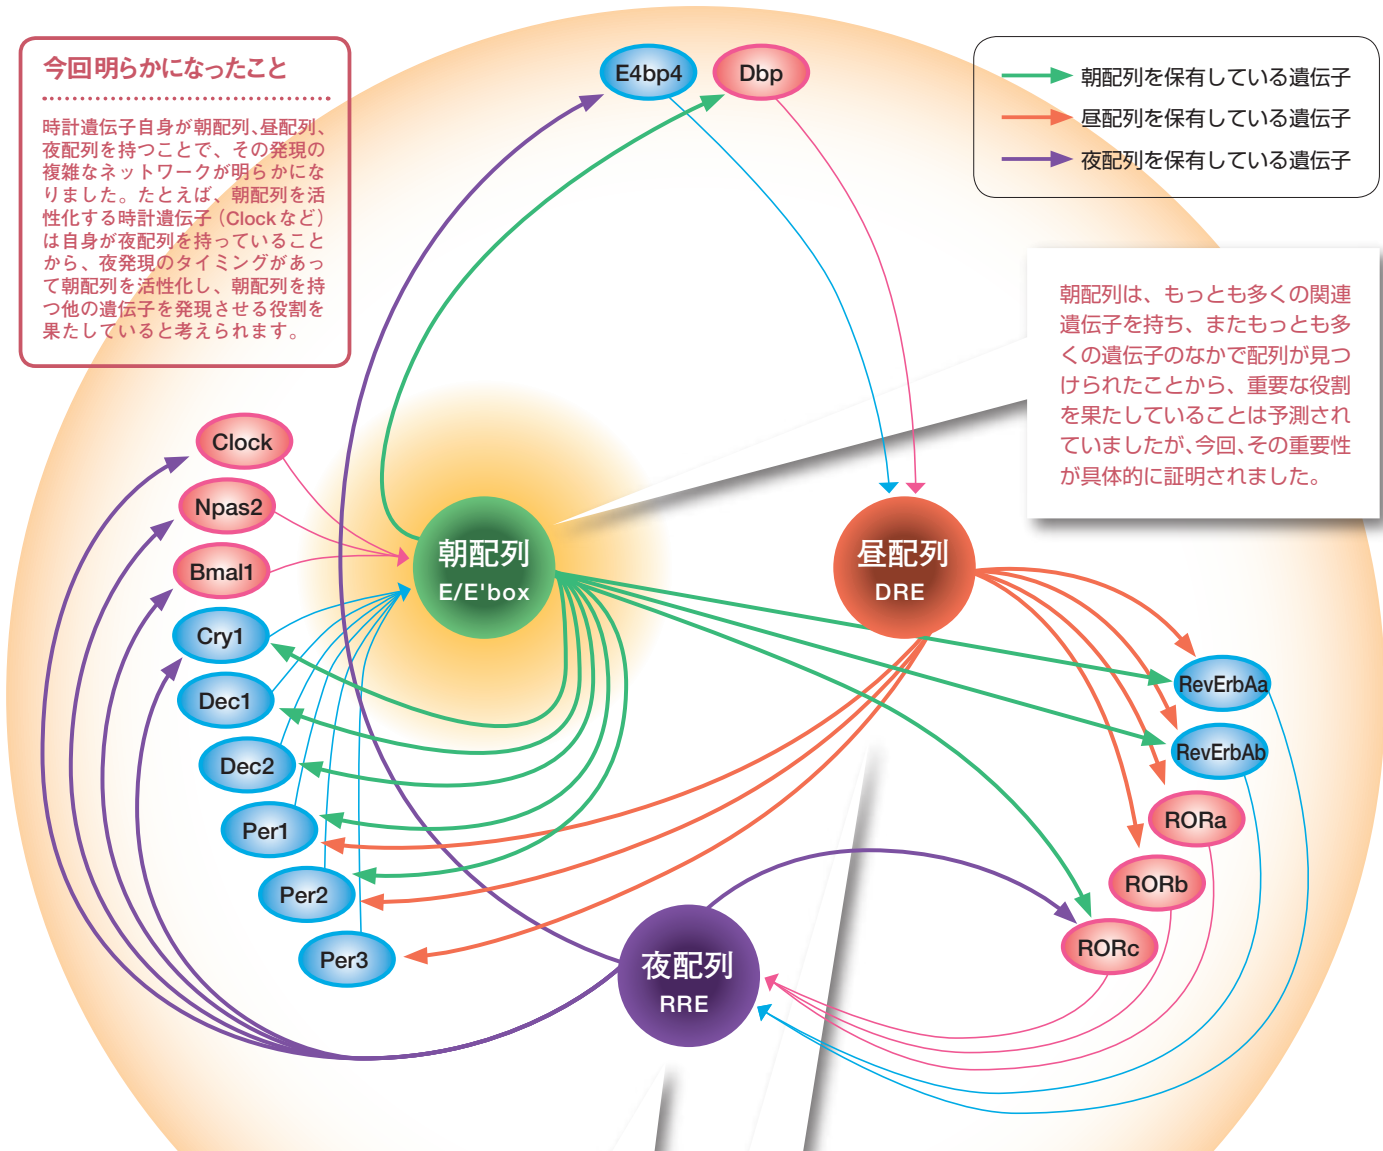 今回明らかになったこと
時計遺伝子自身が朝配列、昼配列、
夜配列を持つことで、その発現の
複雑なネットワークが明らかにな
りました。たとえば、朝配列を活
性化する時計遺伝子（Clockなど）
は自身が夜配列を持っていること
から、夜発現のタイミングがあっ
て朝配列を活性化し、朝配列を持
つ他の遺伝子を発現させる役割を
果たしていると考えられます。
E4bp4
Dbp
朝配列を保有している遺伝子
昼配列を保有している遺伝子
夜配列を保有している遺伝子
朝配列は、もっとも多くの関連
遺伝子を持ち、またもっとも多
くの遺伝子のなかで配列が見つ
けられたことから、重要な役割
を果たしていることは予測され
ていましたが、今回、その重要性
が具体的に証明されました。
Clock
Npas2
Bmal1
Cry1
Dec1
Dec2
Per1
Per2
Per3
朝配列
E/E'box
昼配列
DRE
夜配列
RRE
RevErbAa
RevErbAb
RORa
RORb
RORc